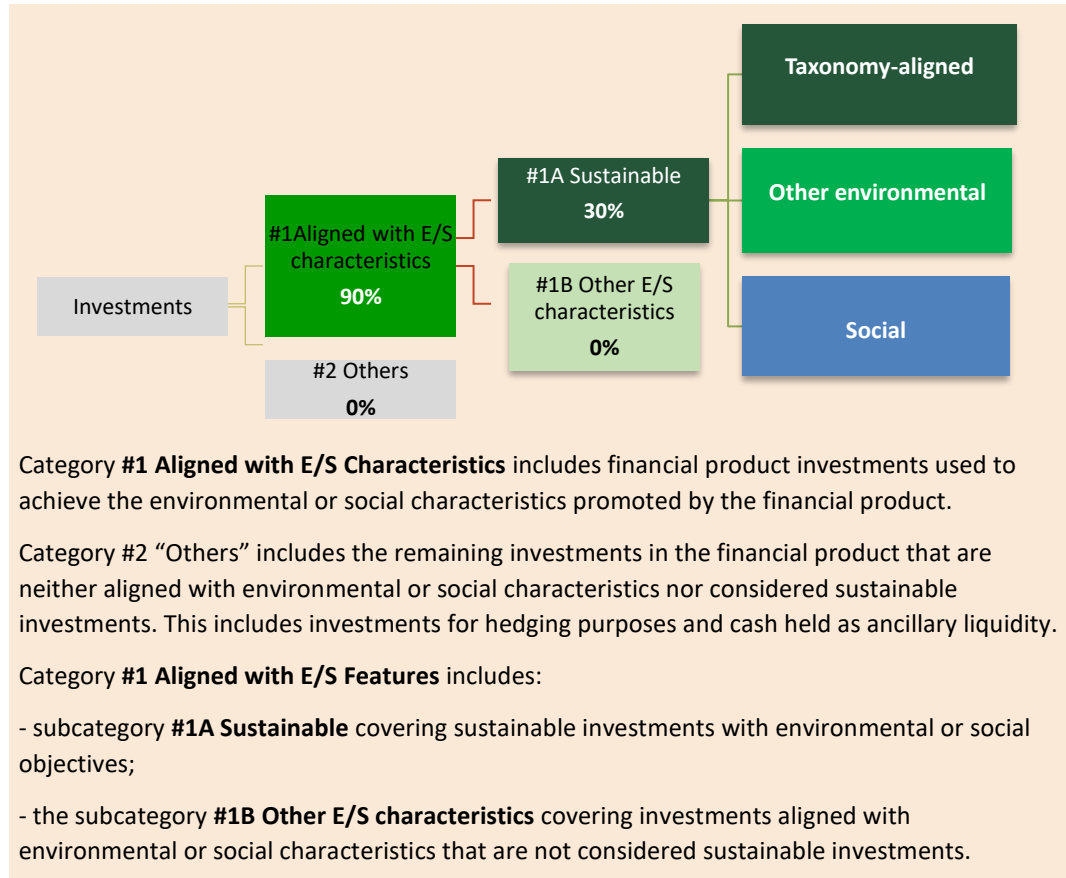 Taxonomy-aligned
#1A Sustainable
30%
Other environmental
#1Aligned with E/S
characteristics
90%
#1B Other E/S
characteristics
0%
Investments
Social
#2 Others
0%
Category #1 Aligned with E/S Characteristics includes financial product investments used to
achieve the environmental or social characteristics promoted by the financial product.
Category #2 “Others” includes the remaining investments in the financial product that are
neither aligned with environmental or social characteristics nor considered sustainable
investments. This includes investments for hedging purposes and cash held as ancillary liquidity.
Category #1 Aligned with E/S Features includes:
- subcategory #1A Sustainable covering sustainable investments with environmental or social
objectives;
- the subcategory #1B Other E/S characteristics covering investments aligned with
environmental or social characteristics that are not considered sustainable investments.